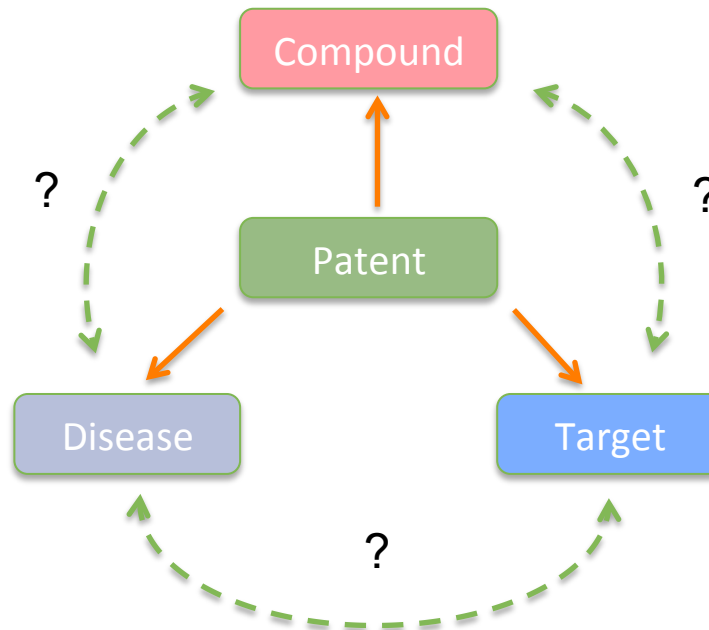 Compound
?
?
Patent
Disease
Target
?